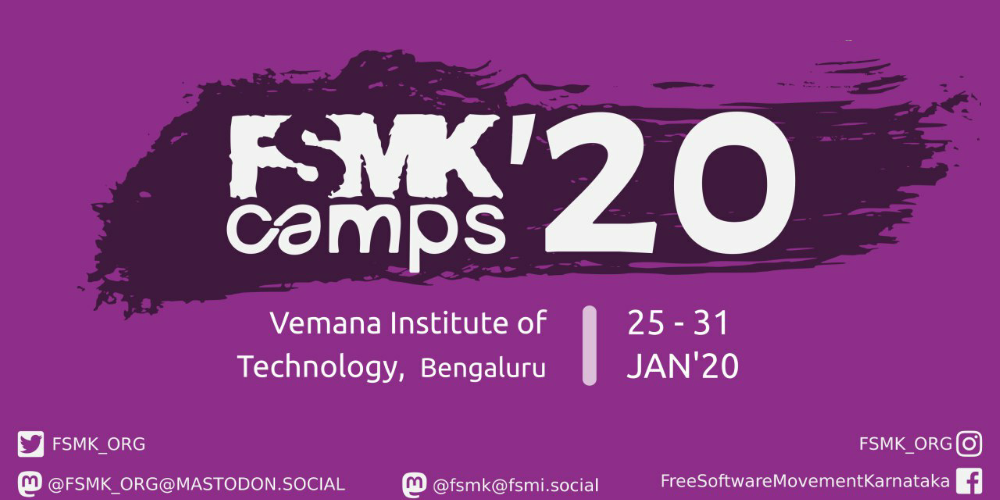 FSMK
camps '20
Vemana Institute of
Technology, Bengaluru
25 - 31
JAN'20
FSMK_ORG
FSMK_ORG
@FSMK_ORG@MASTODON.SOCIAL
@fsmk@fsmi.social
FreeSoftwareMovementKarnataka